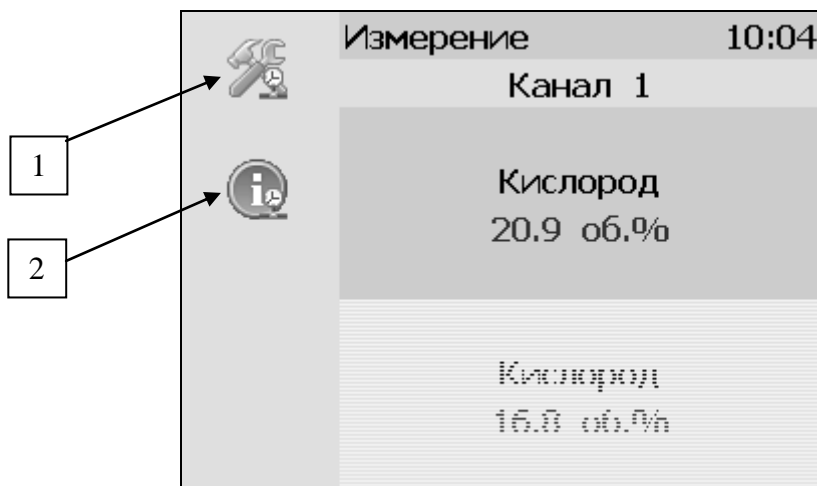 Измерение 10:04
Канал 1
1
Кислород
20.9 об.%
2
Кислород
16.8 об.%